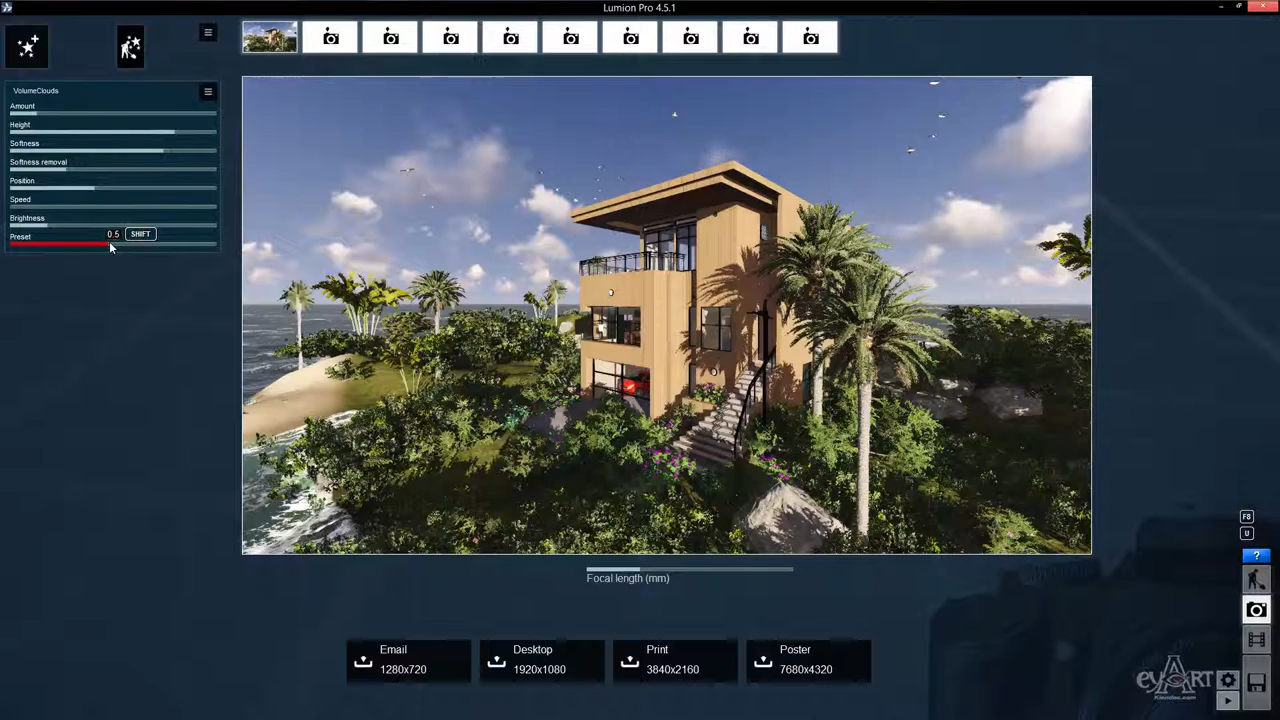 Lumion Pro 4.5.1
VolumeClouds
Amount
Height
Softness
Softness removal
Position
Speed
Brightness
Preset
0.5 SHIFT
Focal length (mm)
Email
1280x720
Desktop
1920x1080
Print
3840x2160
Poster
7680x4320
F8
U
?